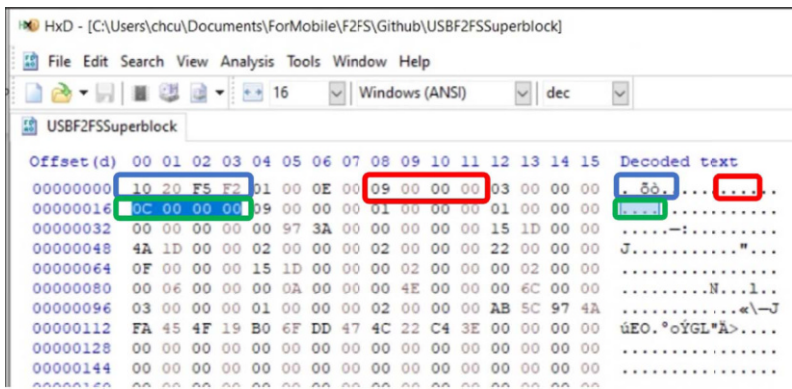 HxD - [C:\Users\chcu\Documents\ForMobile\F2FS\Github\USBF2FSSuperblock]
File Edit Search View Analysis Tools Window Help
16 Windows (ANSI) dec
USBF2FSSuperblock
Offset(d) 00 01 02 03 04 05 06 07 08 09 10 11 12 13 14 15 Decoded text
00000000 10 20 F5 F2 01 00 0E 00 09 00 00 00 03 00 00 00 . õò............
00000016 0C 00 00 00 09 00 00 00 01 00 00 00 01 00 00 00 ................
00000032 00 00 00 00 00 97 3A 00 00 00 00 00 15 1D 00 00 .....—:.........
00000048 4A 1D 00 00 02 00 00 00 02 00 00 00 22 00 00 00 J..........."...
00000064 0F 00 00 00 15 1D 00 00 00 02 00 00 00 02 00 00 ................
00000080 00 06 00 00 00 0A 00 00 00 4E 00 00 00 6C 00 00 .........N...l..
00000096 03 00 00 00 01 00 00 00 02 00 00 00 AB 5C 97 4A ............«\—J
00000112 FA 45 4F 19 B0 6F DD 47 4C 22 C4 3E 00 00 00 00 úEO.°oÝGL"Ä>....
00000128 00 00 00 00 00 00 00 00 00 00 00 00 00 00 00 00 ................
00000144 00 00 00 00 00 00 00 00 00 00 00 00 00 00 00 00 ................